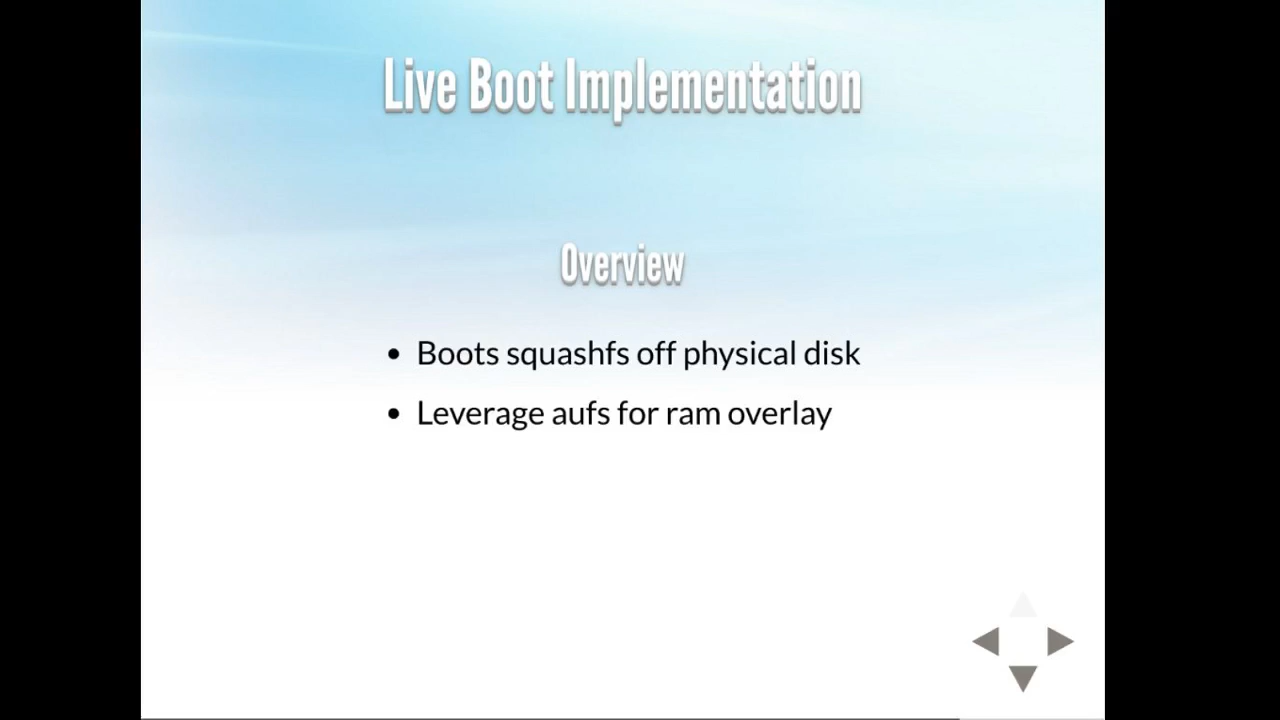 Live Boot Implementation
Overview
• Boots squashfs off physical disk
• Leverage aufs for ram overlay